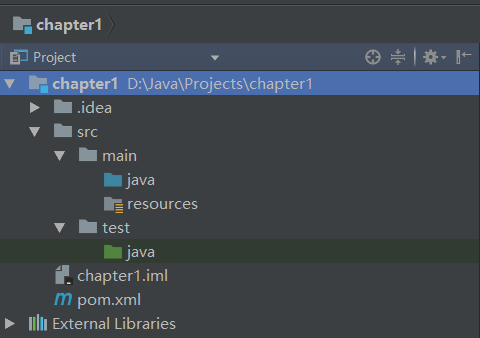 chapter1
Project
chapter1 D:\Java\Projects\chapter1
.idea
src
main
java
resources
test
java
chapter1.iml
pom.xml
External Libraries